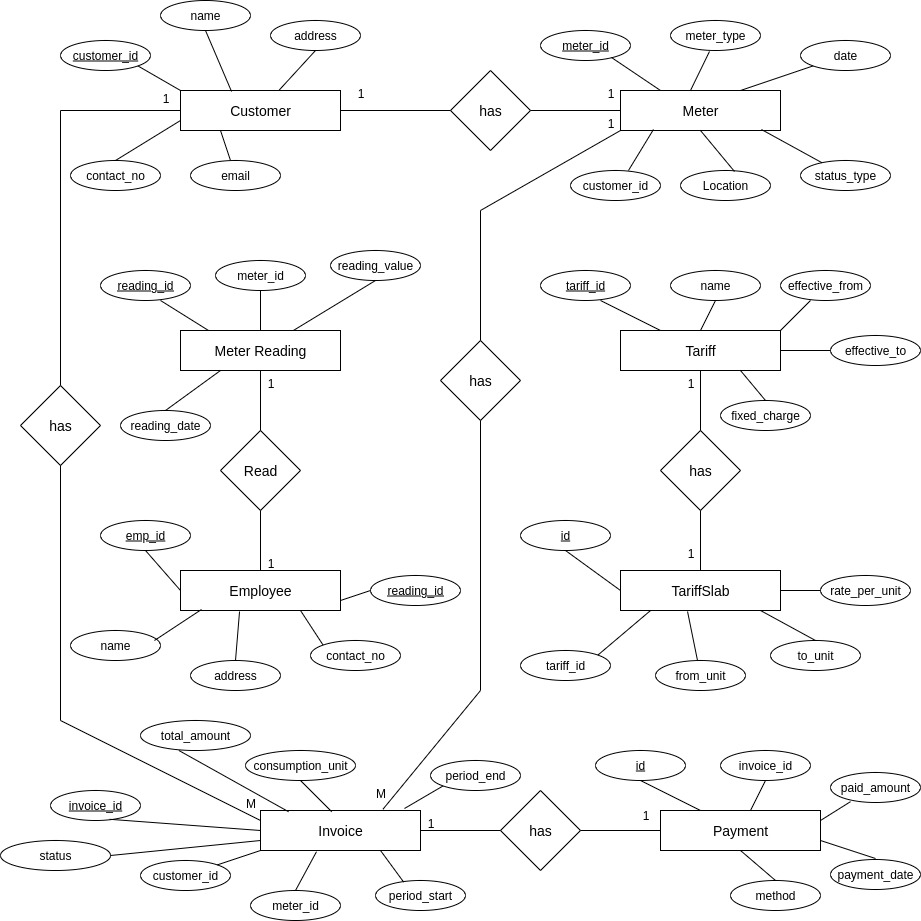 name
address
customer_id
meter_id
meter_type
date
1
Customer
1
has
1
Meter
1
contact_no
email
customer_id
Location
status_type
reading_id
meter_id
reading_value
tariff_id
name
effective_from
Meter Reading
Tariff
effective_to
1
has
1
reading_date
fixed_charge
has
Read
has
emp_id
id
1
1
Employee
reading_id
TariffSlab
rate_per_unit
name
address
contact_no
tariff_id
from_unit
to_unit
total_amount
consumption_unit
period_end
id
invoice_id
paid_amount
invoice_id
M
M
Invoice
1
has
1
Payment
status
customer_id
meter_id
period_start
method
payment_date